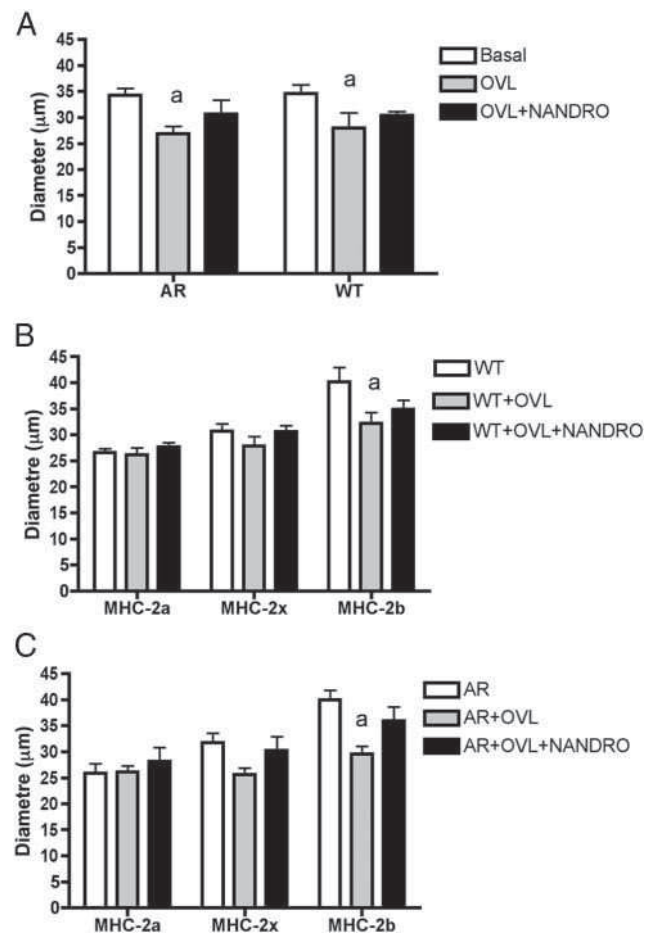 A
45
40
35
30
25
20
15
10
5
0
Diameter (µm)
a
a
AR
WT
Basal
OVL
OVL+NANDRO
B
45
40
35
30
25
20
15
10
5
0
Diametre (µm)
a
MHC-2a
MHC-2x
MHC-2b
WT
WT+OVL
WT+OVL+NANDRO
C
45
40
35
30
25
20
15
10
5
0
Diametre (µm)
a
MHC-2a
MHC-2x
MHC-2b
AR
AR+OVL
AR+OVL+NANDRO